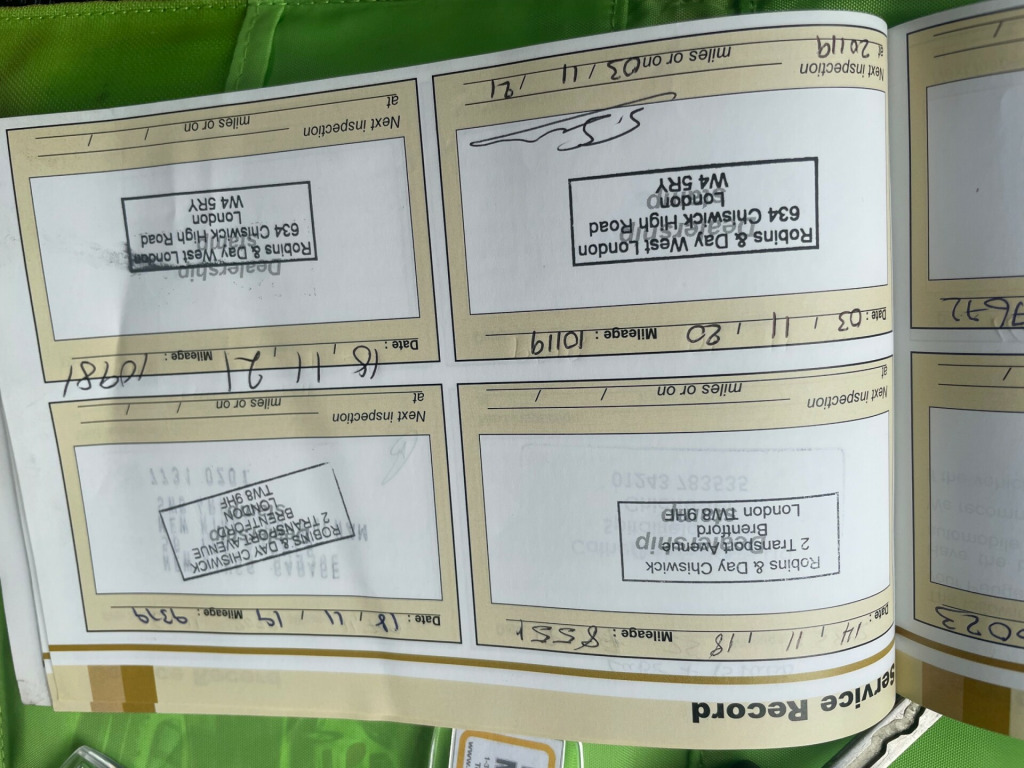 Service Record
Date : 14 / 11 / 18 Mileage : 8551
Dealership
Robins & Day Chiswick
2 Transport Avenue
Brentford
London TW8 9HF
Next inspection
at miles or on / /
Date : 18 / 11 / 19 Mileage : 9379
ROBINS & DAY CHISWICK
2 TRANSPORT AVENUE
BRENTFORD
LONDON
TW8 9HF
Next inspection
at miles or on / /
Date : 03 / 11 / 20 Mileage : 10119
Dealership
Stamp
Robins & Day West London
634 Chiswick High Road
London
W4 5RY
Next inspection
at 20119 miles or on 03 / 11 / 21
Date : 18 / 11 / 21 Mileage : 10981
Dealership
Stamp
Robins & Day West London
634 Chiswick High Road
London
W4 5RY
Next inspection
at miles or on / /